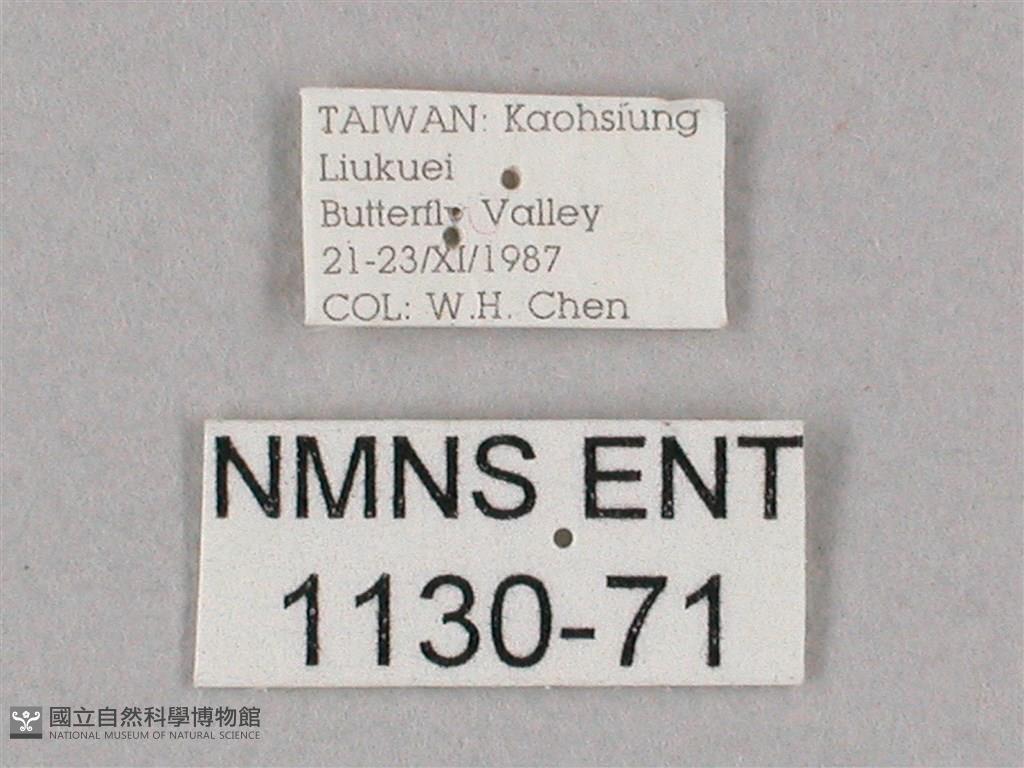 TAIWAN: Kaohsiung
Liukuei
Butterfly Valley
21-23/XI/1987
COL: W.H. Chen
NMNS ENT
1130-71
國立自然科學博物館
NATIONAL MUSEUM OF NATURAL SCIENCE